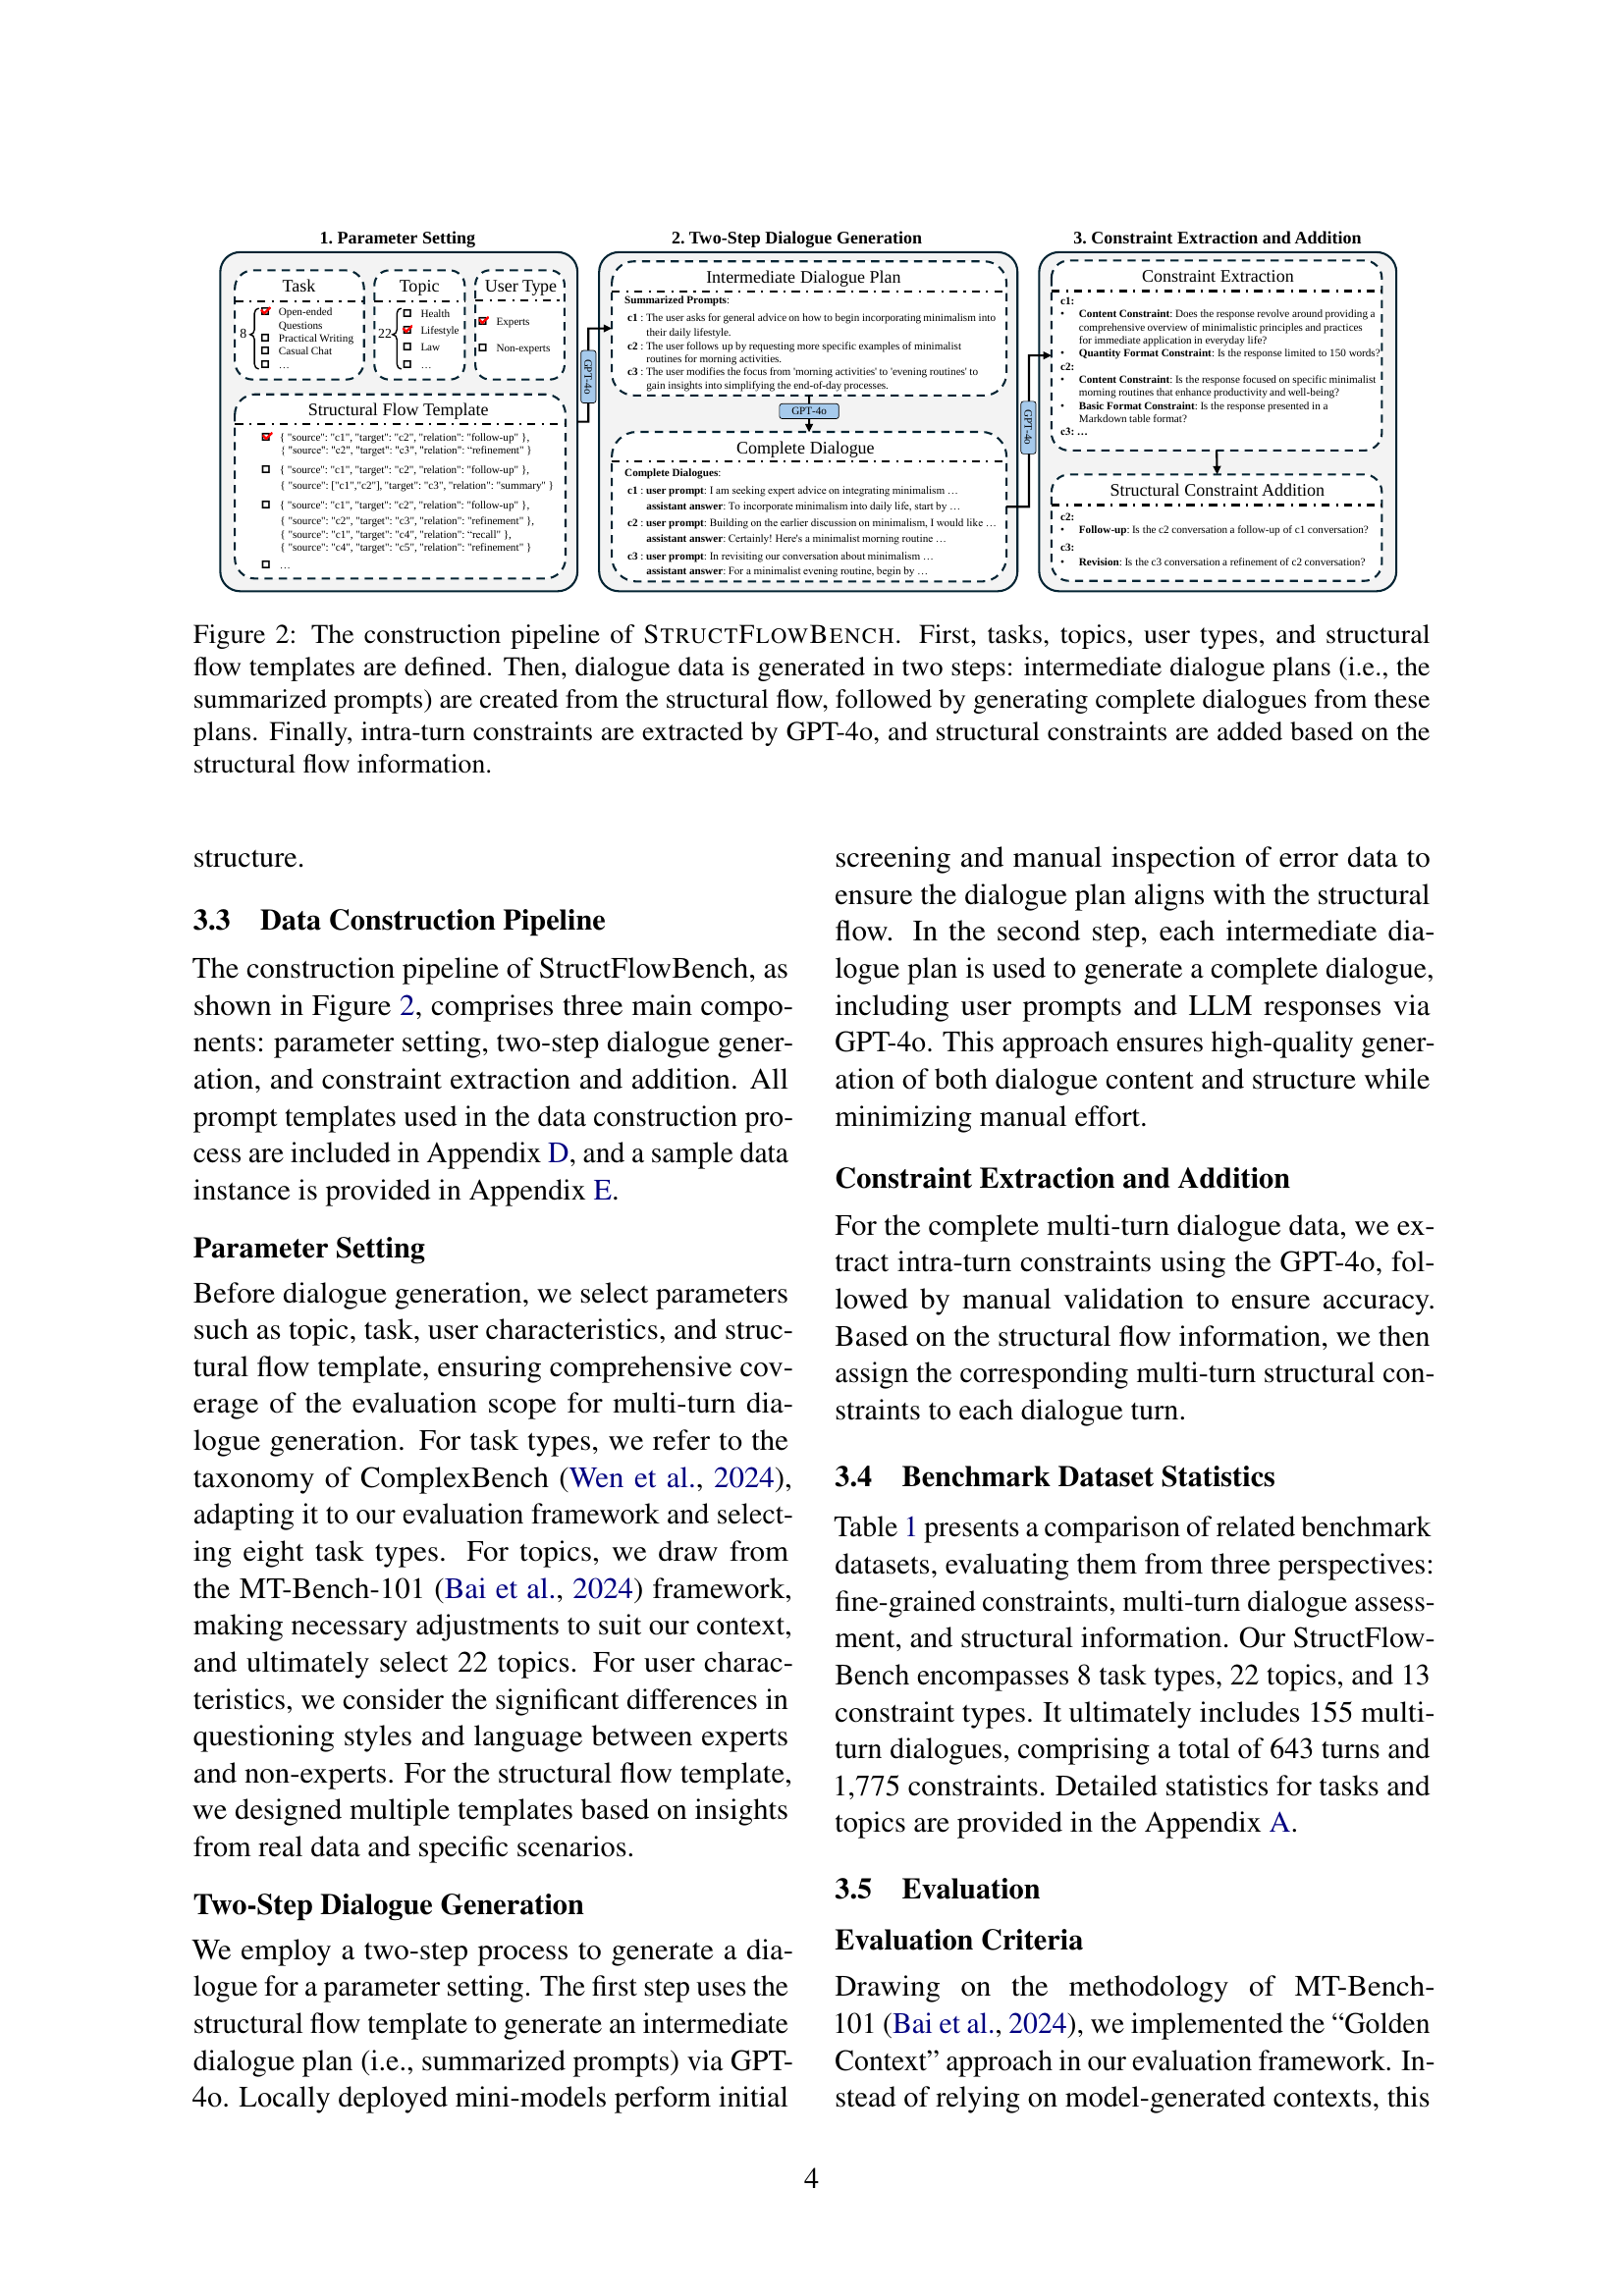 1. Parameter Setting
Task
8
Open-ended
Questions
Practical Writing
Casual Chat
…
Topic
22
Health
Lifestyle
Law
…
User Type
Experts
Non-experts
Structural Flow Template
{ "source": "c1", "target": "c2", "relation": "follow-up" },
{ "source": "c2", "target": "c3", "relation": "refinement" }
{ "source": "c1", "target": "c2", "relation": "follow-up" },
{ "source": ["c1","c2"], "target": "c3", "relation": "summary" }
{ "source": "c1", "target": "c2", "relation": "follow-up" },
{ "source": "c2", "target": "c3", "relation": "refinement" },
{ "source": "c1", "target": "c4", "relation": "recall" },
{ "source": "c4", "target": "c5", "relation": "refinement" }
…
GPT-4o
2. Two-Step Dialogue Generation
Intermediate Dialogue Plan
Summarized Prompts:
c1 : The user asks for general advice on how to begin incorporating minimalism into
their daily lifestyle.
c2 : The user follows up by requesting more specific examples of minimalist
routines for morning activities.
c3 : The user modifies the focus from 'morning activities' to 'evening routines' to
gain insights into simplifying the end-of-day processes.
GPT-4o
Complete Dialogue
Complete Dialogues:
c1 : user prompt: I am seeking expert advice on integrating minimalism …
assistant answer: To incorporate minimalism into daily life, start by …
c2 : user prompt: Building on the earlier discussion on minimalism, I would like …
assistant answer: Certainly! Here's a minimalist morning routine …
c3 : user prompt: In revisiting our conversation about minimalism …
assistant answer: For a minimalist evening routine, begin by …
GPT-4o
3. Constraint Extraction and Addition
Constraint Extraction
c1:
• Content Constraint: Does the response revolve around providing a
comprehensive overview of minimalistic principles and practices
for immediate application in everyday life?
• Quantity Format Constraint: Is the response limited to 150 words?
c2:
• Content Constraint: Is the response focused on specific minimalist
morning routines that enhance productivity and well-being?
• Basic Format Constraint: Is the response presented in a
Markdown table format?
c3: …
Structural Constraint Addition
c2:
• Follow-up: Is the c2 conversation a follow-up of c1 conversation?
c3:
• Revision: Is the c3 conversation a refinement of c2 conversation?
Figure 2: The construction pipeline of STRUCTFLOWBENCH. First, tasks, topics, user types, and structural
flow templates are defined. Then, dialogue data is generated in two steps: intermediate dialogue plans (i.e., the
summarized prompts) are created from the structural flow, followed by generating complete dialogues from these
plans. Finally, intra-turn constraints are extracted by GPT-4o, and structural constraints are added based on the
structural flow information.
structure.
3.3 Data Construction Pipeline
The construction pipeline of StructFlowBench, as
shown in Figure 2, comprises three main compo-
nents: parameter setting, two-step dialogue gener-
ation, and constraint extraction and addition. All
prompt templates used in the data construction pro-
cess are included in Appendix D, and a sample data
instance is provided in Appendix E.
Parameter Setting
Before dialogue generation, we select parameters
such as topic, task, user characteristics, and struc-
tural flow template, ensuring comprehensive cov-
erage of the evaluation scope for multi-turn dia-
logue generation. For task types, we refer to the
taxonomy of ComplexBench (Wen et al., 2024),
adapting it to our evaluation framework and select-
ing eight task types. For topics, we draw from
the MT-Bench-101 (Bai et al., 2024) framework,
making necessary adjustments to suit our context,
and ultimately select 22 topics. For user charac-
teristics, we consider the significant differences in
questioning styles and language between experts
and non-experts. For the structural flow template,
we designed multiple templates based on insights
from real data and specific scenarios.
Two-Step Dialogue Generation
We employ a two-step process to generate a dia-
logue for a parameter setting. The first step uses the
structural flow template to generate an intermediate
dialogue plan (i.e., summarized prompts) via GPT-
4o. Locally deployed mini-models perform initial
screening and manual inspection of error data to
ensure the dialogue plan aligns with the structural
flow. In the second step, each intermediate dia-
logue plan is used to generate a complete dialogue,
including user prompts and LLM responses via
GPT-4o. This approach ensures high-quality gener-
ation of both dialogue content and structure while
minimizing manual effort.
Constraint Extraction and Addition
For the complete multi-turn dialogue data, we ex-
tract intra-turn constraints using the GPT-4o, fol-
lowed by manual validation to ensure accuracy.
Based on the structural flow information, we then
assign the corresponding multi-turn structural con-
straints to each dialogue turn.
3.4 Benchmark Dataset Statistics
Table 1 presents a comparison of related benchmark
datasets, evaluating them from three perspectives:
fine-grained constraints, multi-turn dialogue assess-
ment, and structural information. Our StructFlow-
Bench encompasses 8 task types, 22 topics, and 13
constraint types. It ultimately includes 155 multi-
turn dialogues, comprising a total of 643 turns and
1,775 constraints. Detailed statistics for tasks and
topics are provided in the Appendix A.
3.5 Evaluation
Evaluation Criteria
Drawing on the methodology of MT-Bench-
101 (Bai et al., 2024), we implemented the “Golden
Context” approach in our evaluation framework. In-
stead of relying on model-generated contexts, this
4